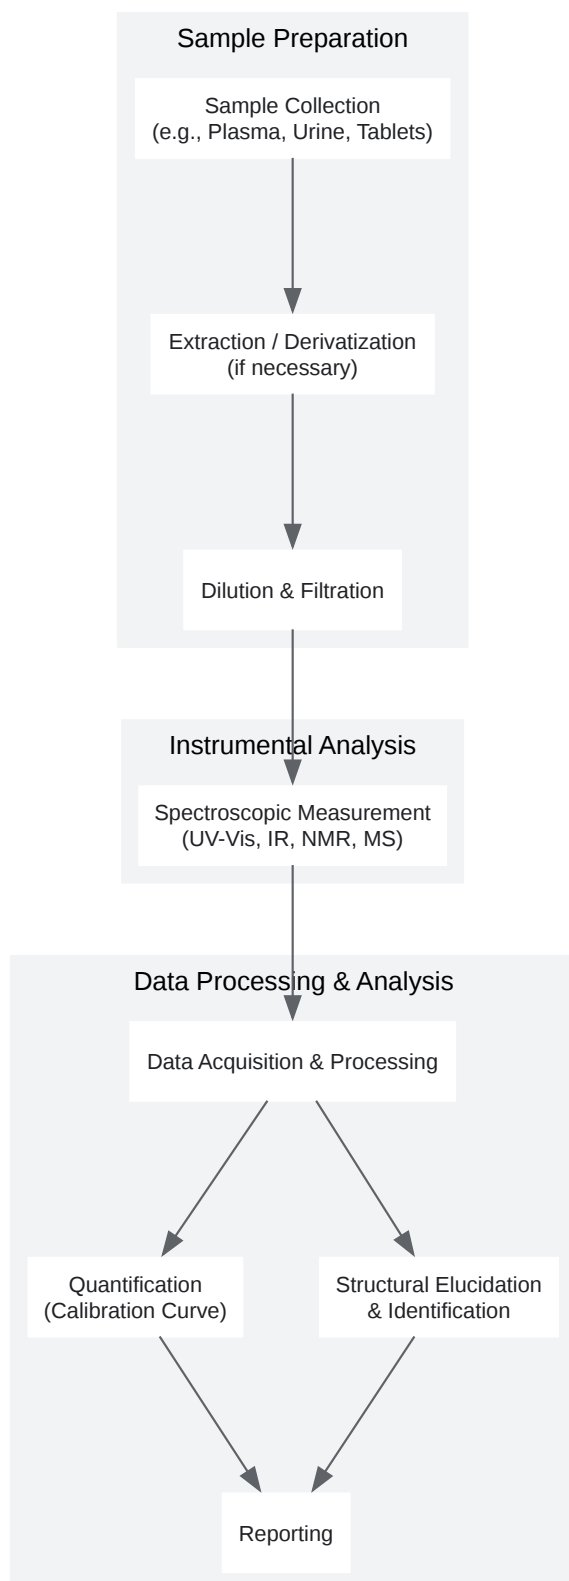 Sample Preparation
Sample Collection
(e.g., Plasma, Urine, Tablets)
Extraction / Derivatization
(if necessary)
Dilution & Filtration
Instrumental Analysis
Spectroscopic Measurement
(UV-Vis, IR, NMR, MS)
Data Processing & Analysis
Data Acquisition & Processing
Quantification
(Calibration Curve)
Structural Elucidation
& Identification
Reporting